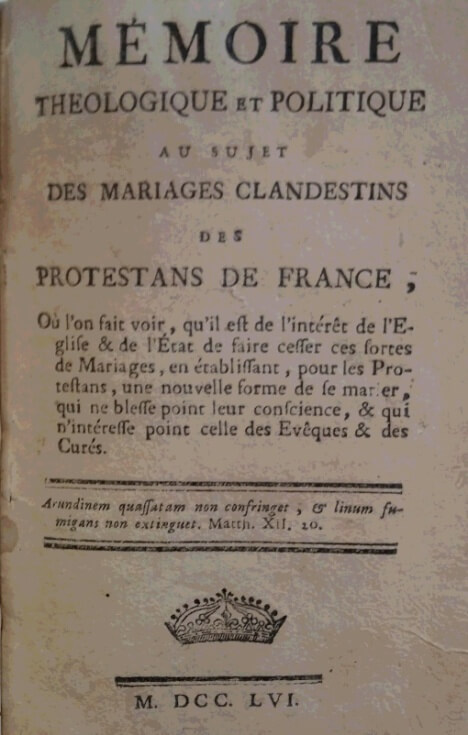 MÉMOIRE
THEOLOGIQUE ET POLITIQUE
AU SUJET
DES MARIAGES CLANDESTINS
DES
PROTESTANS DE FRANCE ;
Où l'on fait voir, qu'il eſt de l'intérêt de l'E-
gliſe & de l'État de faire ceſſer ces ſortes
de Mariages, en établiſſant, pour les Pro-
teſtans, une nouvelle forme de ſe marier,
qui ne bleſſe point leur conſcience, & qui
n'intéreſſe point celle des Evêques & des
Curés.
Arundinem quaſſatam non confringet, & linum fu-
migans non extinguet. Matth. XII. 20.
M. DCC. LVI.